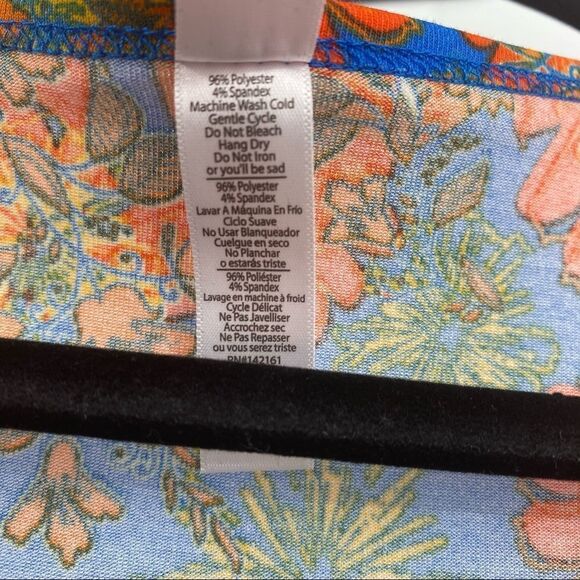 96% Polyester
4% Spandex
Machine Wash Cold
Gentle Cycle
Do Not Bleach
Hang Dry
Do Not Iron
or you'll be sad
96% Polyester
4% Spandex
Lavar A Máquina En Frío
Ciclo Suave
No Usar Blanqueador
Cuelgue en seco
No Planchar
o estarás triste
96% Poliéster
4% Spandex
Lavage en machine à froid
Cycle Délicat
Ne Pas Javelliser
Accrochez sec
Ne Pas Repasser
ou vous serez triste
RN#142161